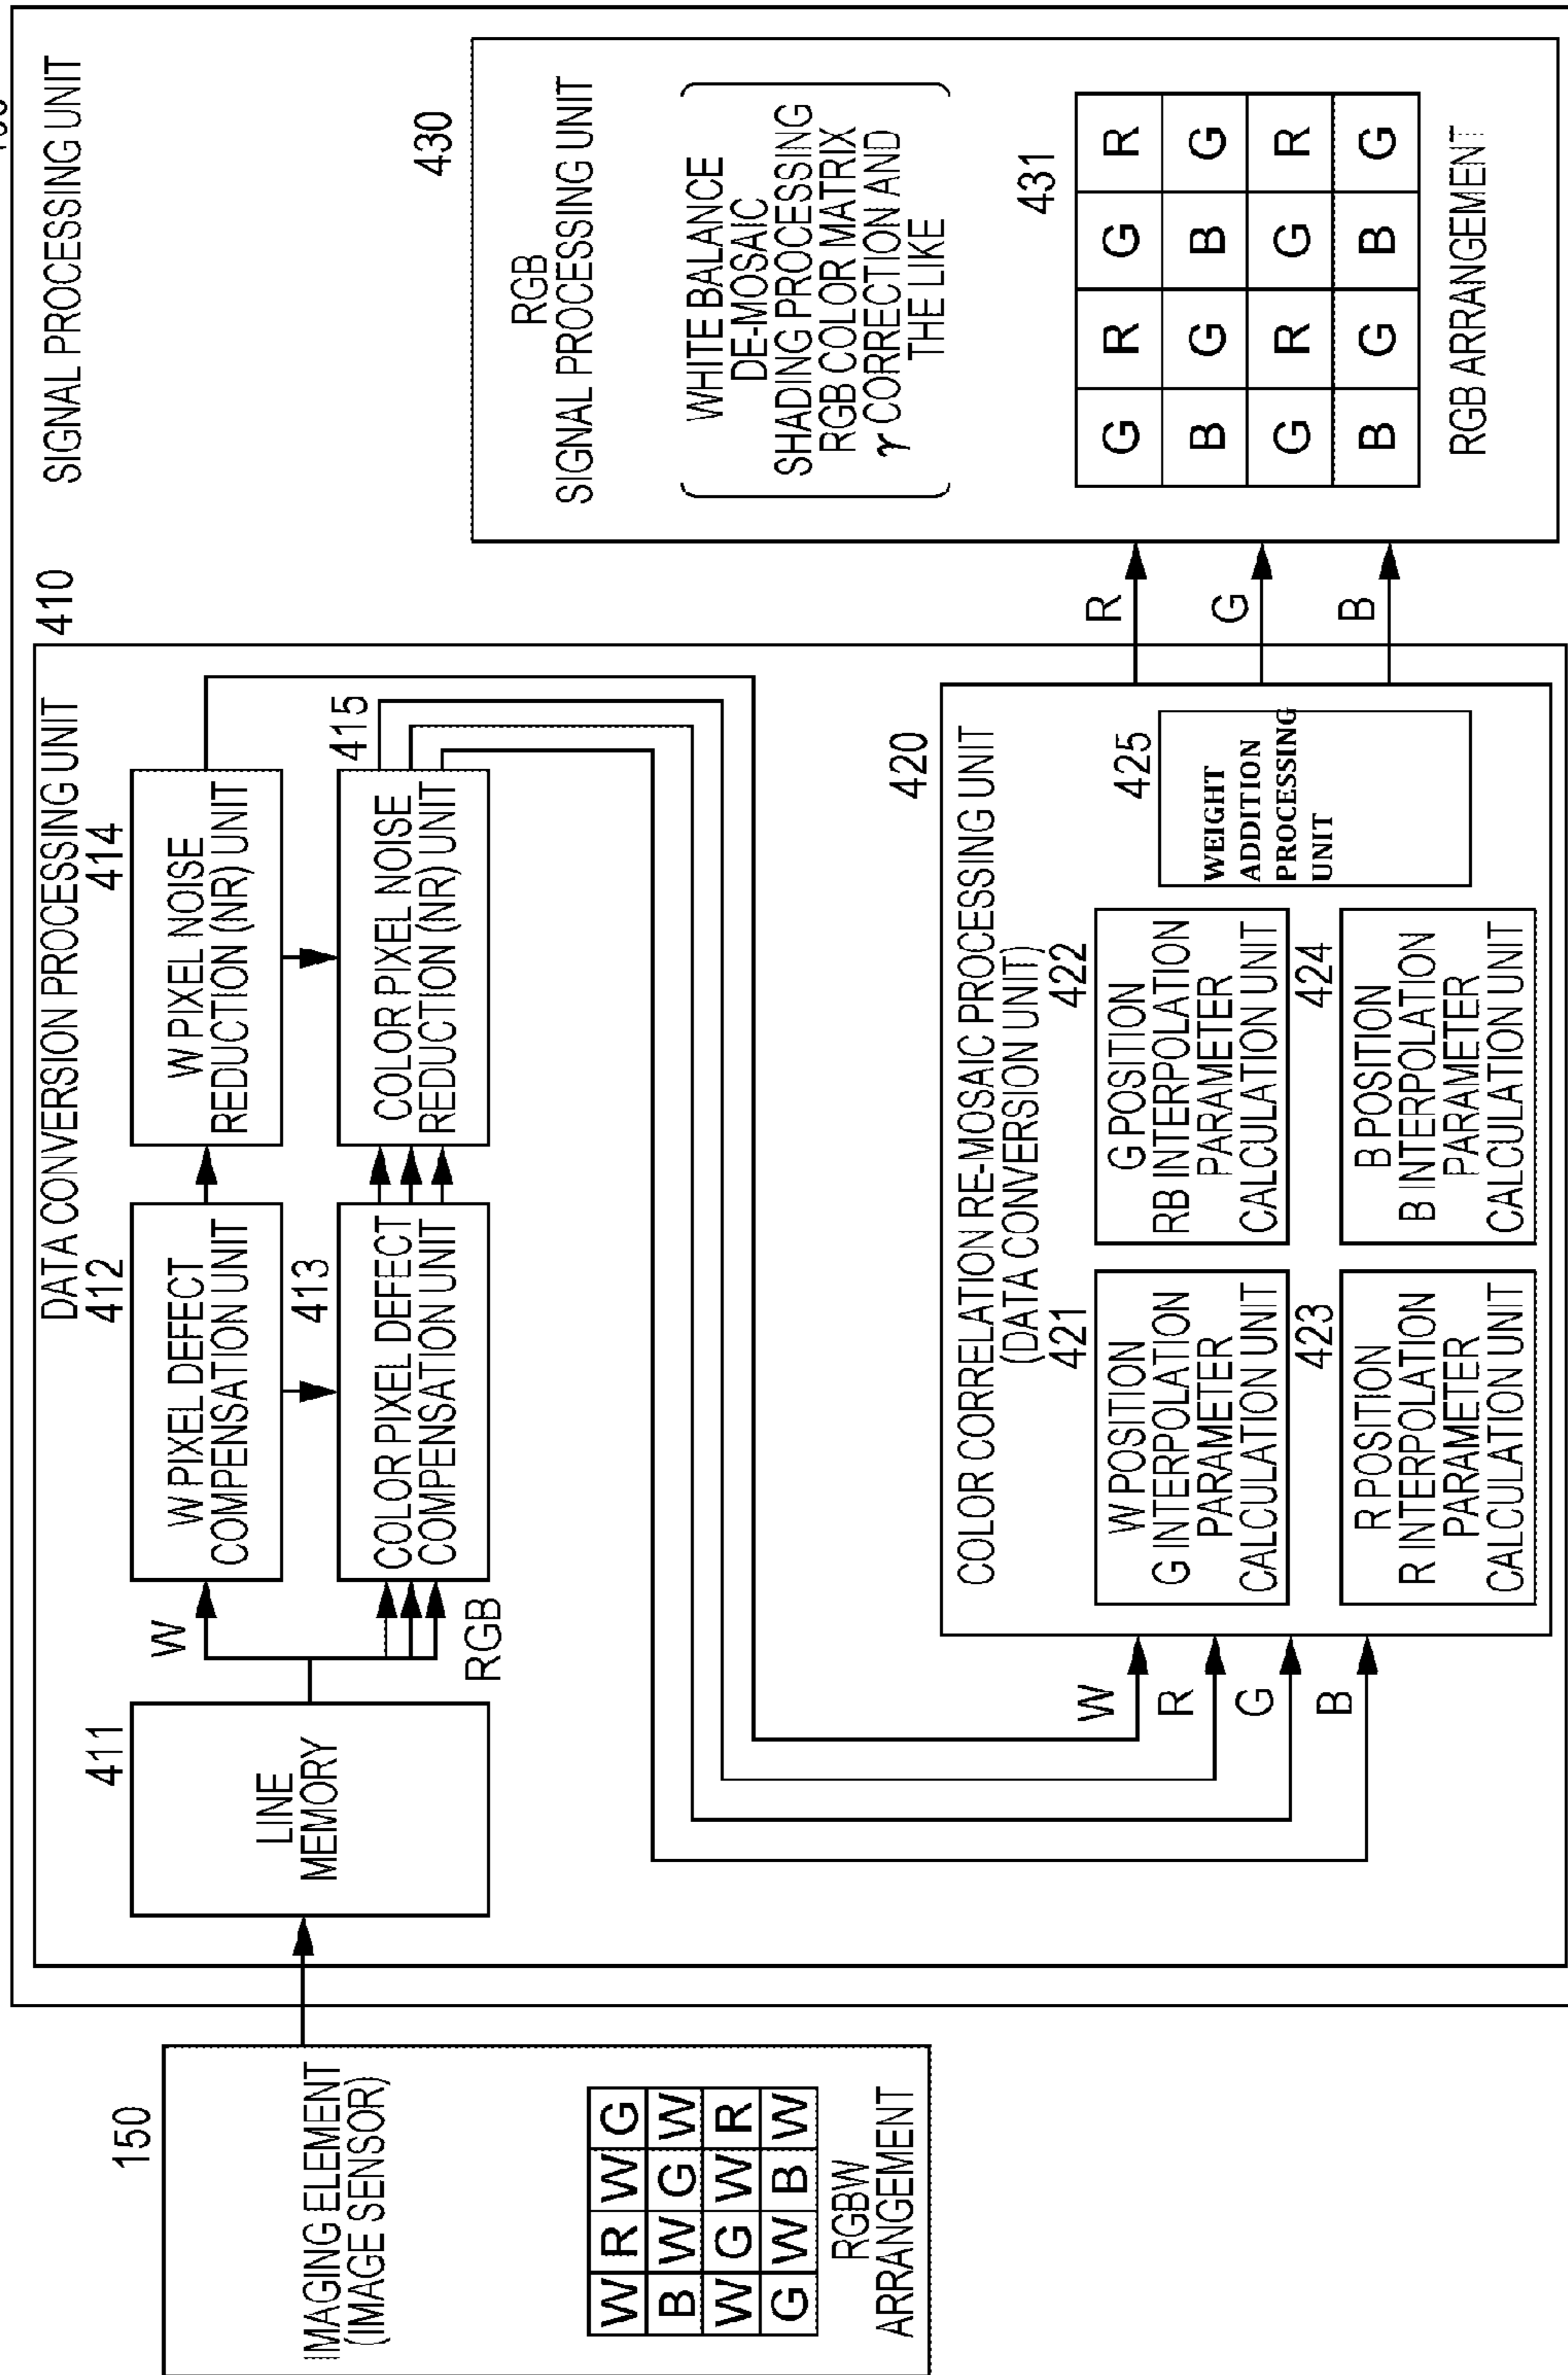 150
IMAGING ELEMENT
(IMAGE SENSOR)
W R W G
B W G W
W G W R
G W B W
RGBW
ARRANGEMENT
SIGNAL PROCESSING UNIT
DATA CONVERSION PROCESSING UNIT
410
411
LINE
MEMORY
W
RGB
412
W PIXEL DEFECT
COMPENSATION UNIT
413
COLOR PIXEL DEFECT
COMPENSATION UNIT
414
W PIXEL NOISE
REDUCTION (NR) UNIT
415
COLOR PIXEL NOISE
REDUCTION (NR) UNIT
W
R
G
B
420
COLOR CORRELATION RE-MOSAIC PROCESSING UNIT
(DATA CONVERSION UNIT)
421
W POSITION
G INTERPOLATION
PARAMETER
CALCULATION UNIT
422
G POSITION
RB INTERPOLATION
PARAMETER
CALCULATION UNIT
423
R POSITION
R INTERPOLATION
PARAMETER
CALCULATION UNIT
424
B POSITION
B INTERPOLATION
PARAMETER
CALCULATION UNIT
425
WEIGHT
ADDITION
PROCESSING
UNIT
R
G
B
430
RGB
SIGNAL PROCESSING UNIT
WHITE BALANCE
DE-MOSAIC
SHADING PROCESSING
RGB COLOR MATRIX
γ CORRECTION AND
THE LIKE
431
G R G R
B G B G
G R G R
B G B G
RGB ARRANGEMENT